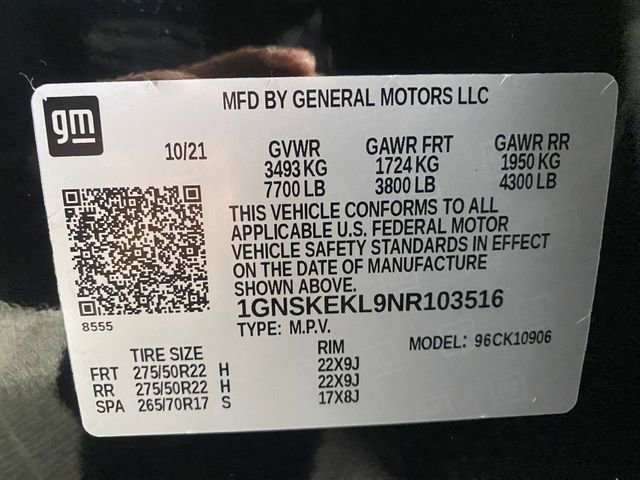 gm
MFD BY GENERAL MOTORS LLC
10/21 GVWR GAWR FRT GAWR RR
3493 KG 1724 KG 1950 KG
7700 LB 3800 LB 4300 LB
THIS VEHICLE CONFORMS TO ALL
APPLICABLE U.S. FEDERAL MOTOR
VEHICLE SAFETY STANDARDS IN EFFECT
ON THE DATE OF MANUFACTURE
SHOWN ABOVE.
8555
1GNSKEKL9NR103516
TYPE: M.P.V. MODEL: 96CK10906
TIRE SIZE RIM
FRT 275/50R22 H 22X9J
RR 275/50R22 H 22X9J
SPA 265/70R17 S 17X8J